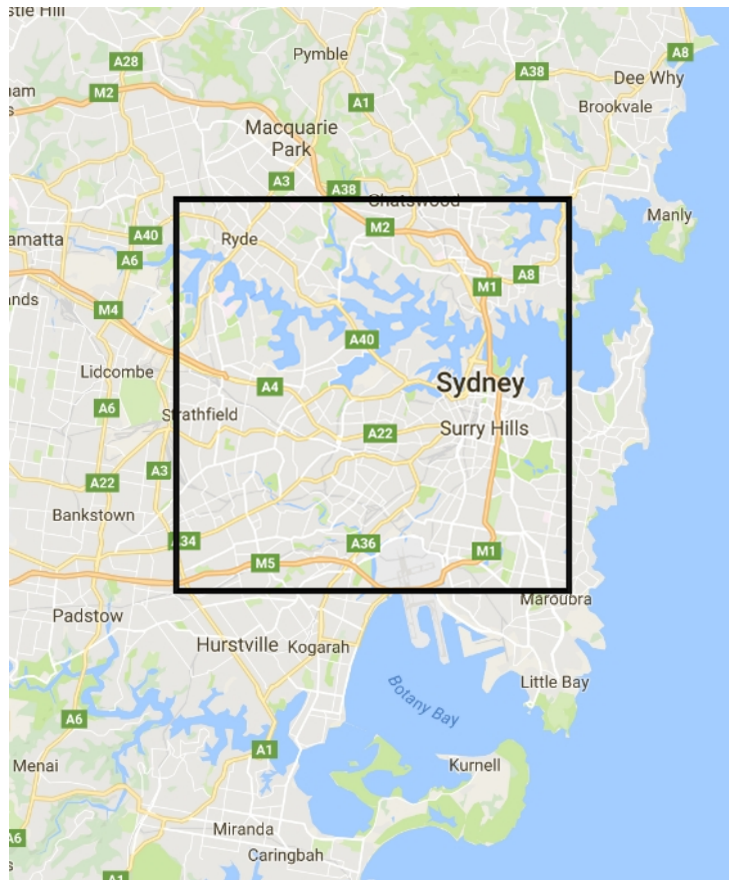 stle Hill
Pymble
A8
A28
A38
Dee Why
M2
A1
Brookvale
Macquarie
Park
A3
A38
Chatswood
Manly
M2
A40
Ryde
amatta
A6
A8
M1
nds
M4
A40
Lidcombe
Sydney
A4
A6
Strathfield
A22
Surry Hills
A3
A22
Bankstown
A34
A36
M1
M5
Maroubra
Padstow
Hurstville
Kogarah
Little Bay
Botany Bay
A6
A1
Menai
Kurnell
Miranda
A6
Caringbah
A1